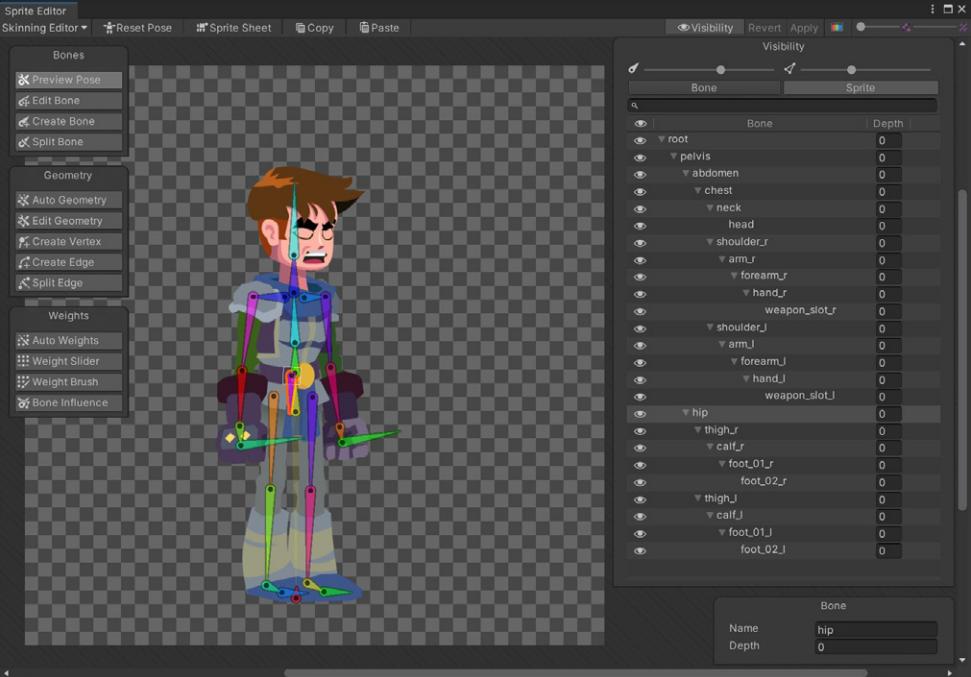 Sprite Editor
Skinning Editor Reset Pose Sprite Sheet Copy Paste Visibility Revert Apply
Bones
Preview Pose
Edit Bone
Create Bone
Split Bone
Geometry
Auto Geometry
Edit Geometry
Create Vertex
Create Edge
Split Edge
Weights
Auto Weights
Weight Slider
Weight Brush
Bone Influence
Visibility
Bone Sprite
Bone Depth
root 0
pelvis 0
abdomen 0
chest 0
neck 0
head 0
shoulder_r 0
arm_r 0
forearm_r 0
hand_r 0
weapon_slot_r 0
shoulder_l 0
arm_l 0
forearm_l 0
hand_l 0
weapon_slot_l 0
hip 0
thigh_r 0
calf_r 0
foot_01_r 0
foot_02_r 0
thigh_l 0
calf_l 0
foot_01_l 0
foot_02_l 0
Bone
Name hip
Depth 0